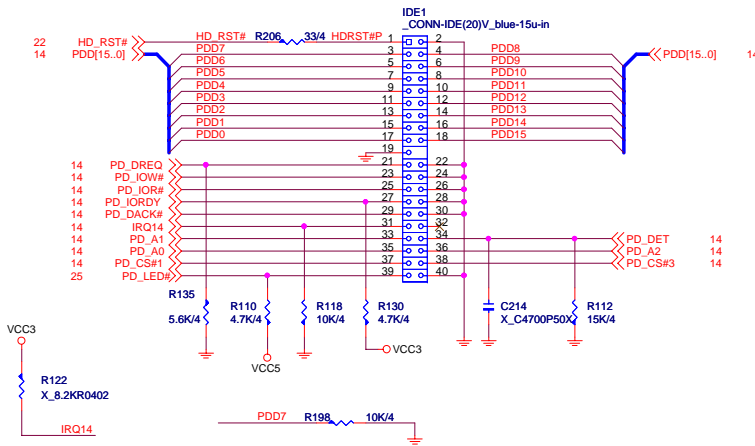 IDE1
_CONN-IDE(20)V_blue-15u-in
22 HD_RST# HD_RST# R206 33/4 HDRST#P 1 2
14 PDD[15..0] PDD7 3 4 PDD8 PDD[15..0] 14
PDD6 5 6 PDD9
PDD5 7 8 PDD10
PDD4 9 10 PDD11
PDD3 11 12 PDD12
PDD2 13 14 PDD13
PDD1 15 16 PDD14
PDD0 17 18 PDD15
19
14 PD_DREQ 21 22
14 PD_IOW# 23 24
14 PD_IOR# 25 26
14 PD_IORDY 27 28
14 PD_DACK# 29 30
14 IRQ14 31 32
14 PD_A1 33 34 PD_DET 14
14 PD_A0 35 36 PD_A2 14
14 PD_CS#1 37 38 PD_CS#3 14
25 PD_LED# 39 40
R135 5.6K/4
R110 4.7K/4
R118 10K/4
R130 4.7K/4
C214 X_C4700P50X
R112 15K/4
VCC3
VCC5
VCC3
R122
X_8.2KR0402
IRQ14
PDD7 R198 10K/4